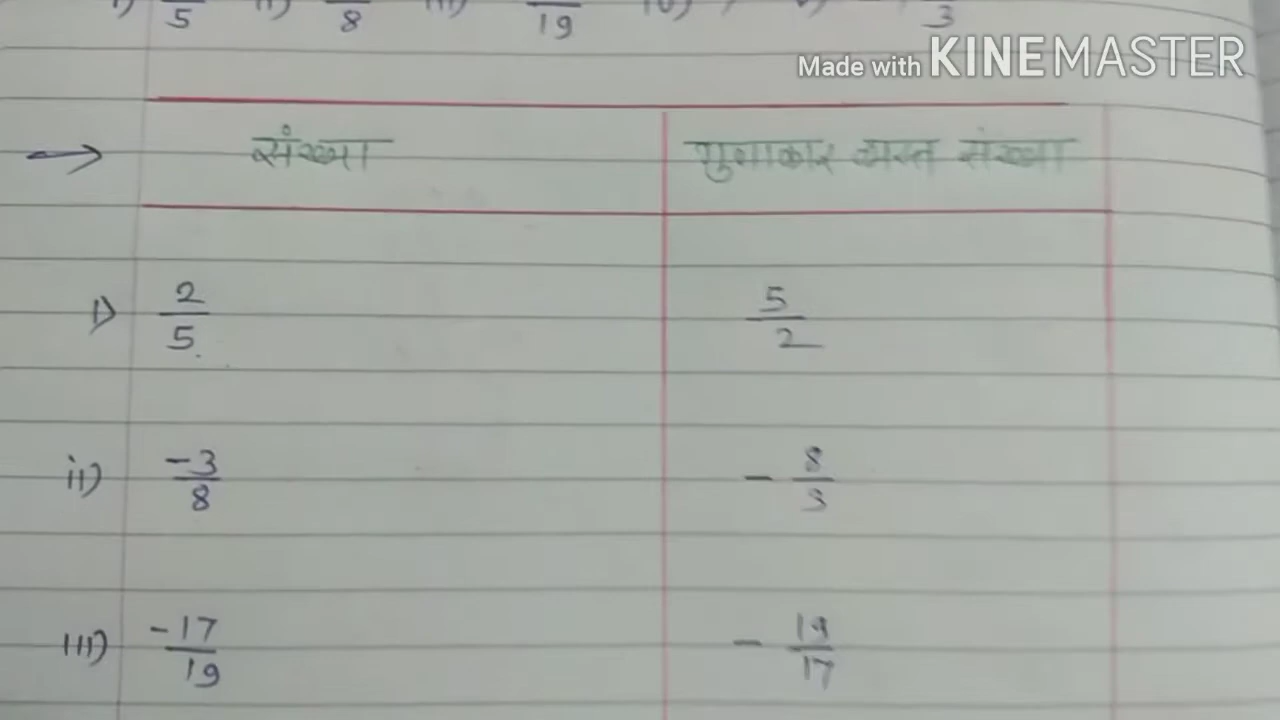 5 8 19 3
Made with KINEMASTER
→ संख्या गुणाकार व्यस्त संख्या
i) 2/5 5/2
ii) -3/8 - 8/3
iii) -17/19 - 19/17